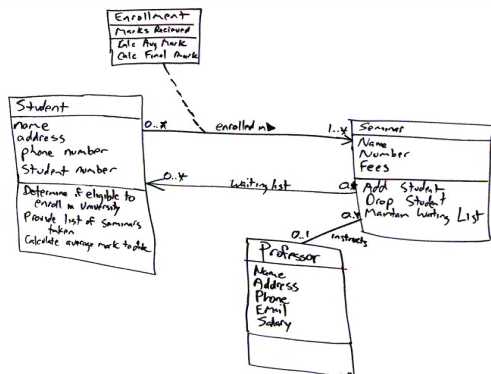 Enrollment
Marks Recieved
Calc Avg Mark
Calc Final Mark
Student
name
address
phone number
Student number
Determine if eligible to
enroll in University
Provide list of Seminars
taken
Calculate average mark to date
0..*
enrolled in
1..*
0..*
Waiting list
Seminar
Name
Number
Fees
Add Student
Drop Student
Maintain Waiting List
0..*
0..1
instructs
Professor
Name
Address
Phone
Email
Salary